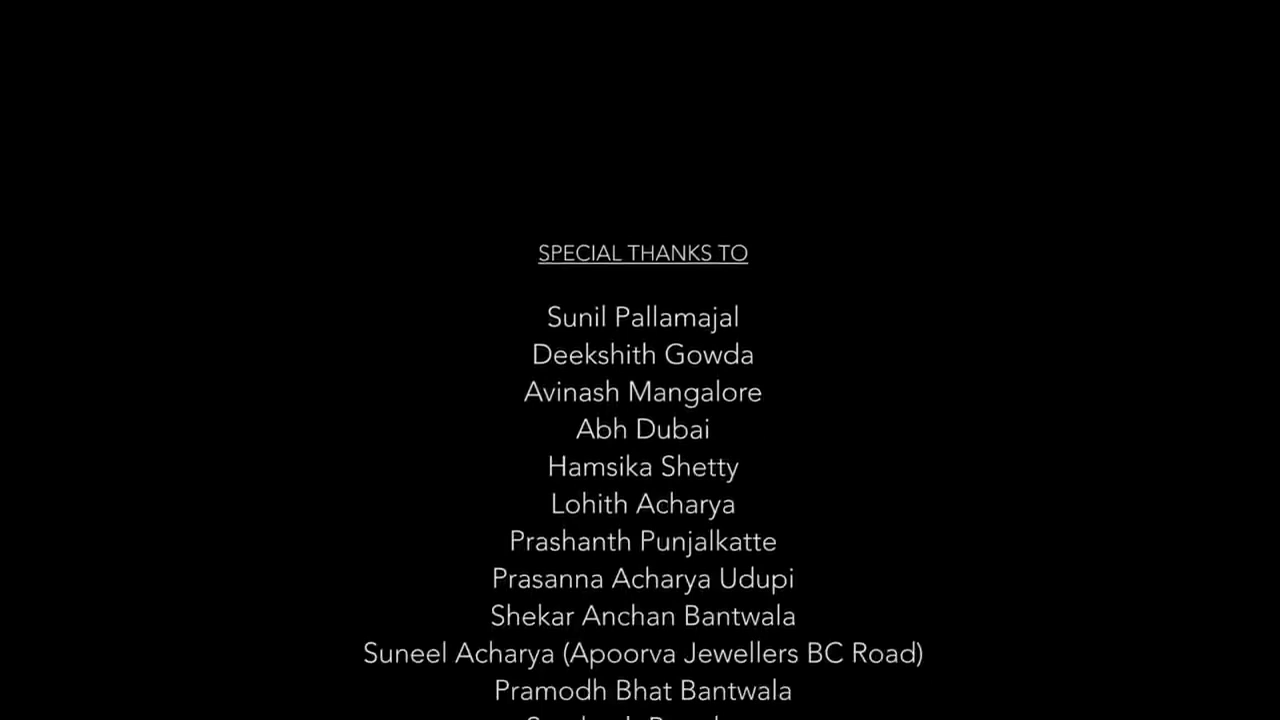 SPECIAL THANKS TO
Sunil Pallamajal
Deekshith Gowda
Avinash Mangalore
Abh Dubai
Hamsika Shetty
Lohith Acharya
Prashanth Punjalkatte
Prasanna Acharya Udupi
Shekar Anchan Bantwala
Suneel Acharya (Apoorva Jewellers BC Road)
Pramodh Bhat Bantwala